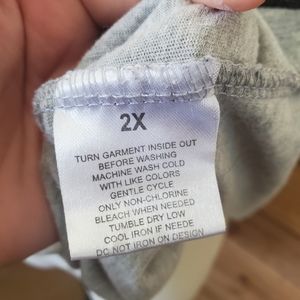 2X
TURN GARMENT INSIDE OUT
BEFORE WASHING
MACHINE WASH COLD
WITH LIKE COLORS
GENTLE CYCLE
ONLY NON-CHLORINE
BLEACH WHEN NEEDED
TUMBLE DRY LOW
COOL IRON IF NEEDED
DO NOT IRON ON DESIGN